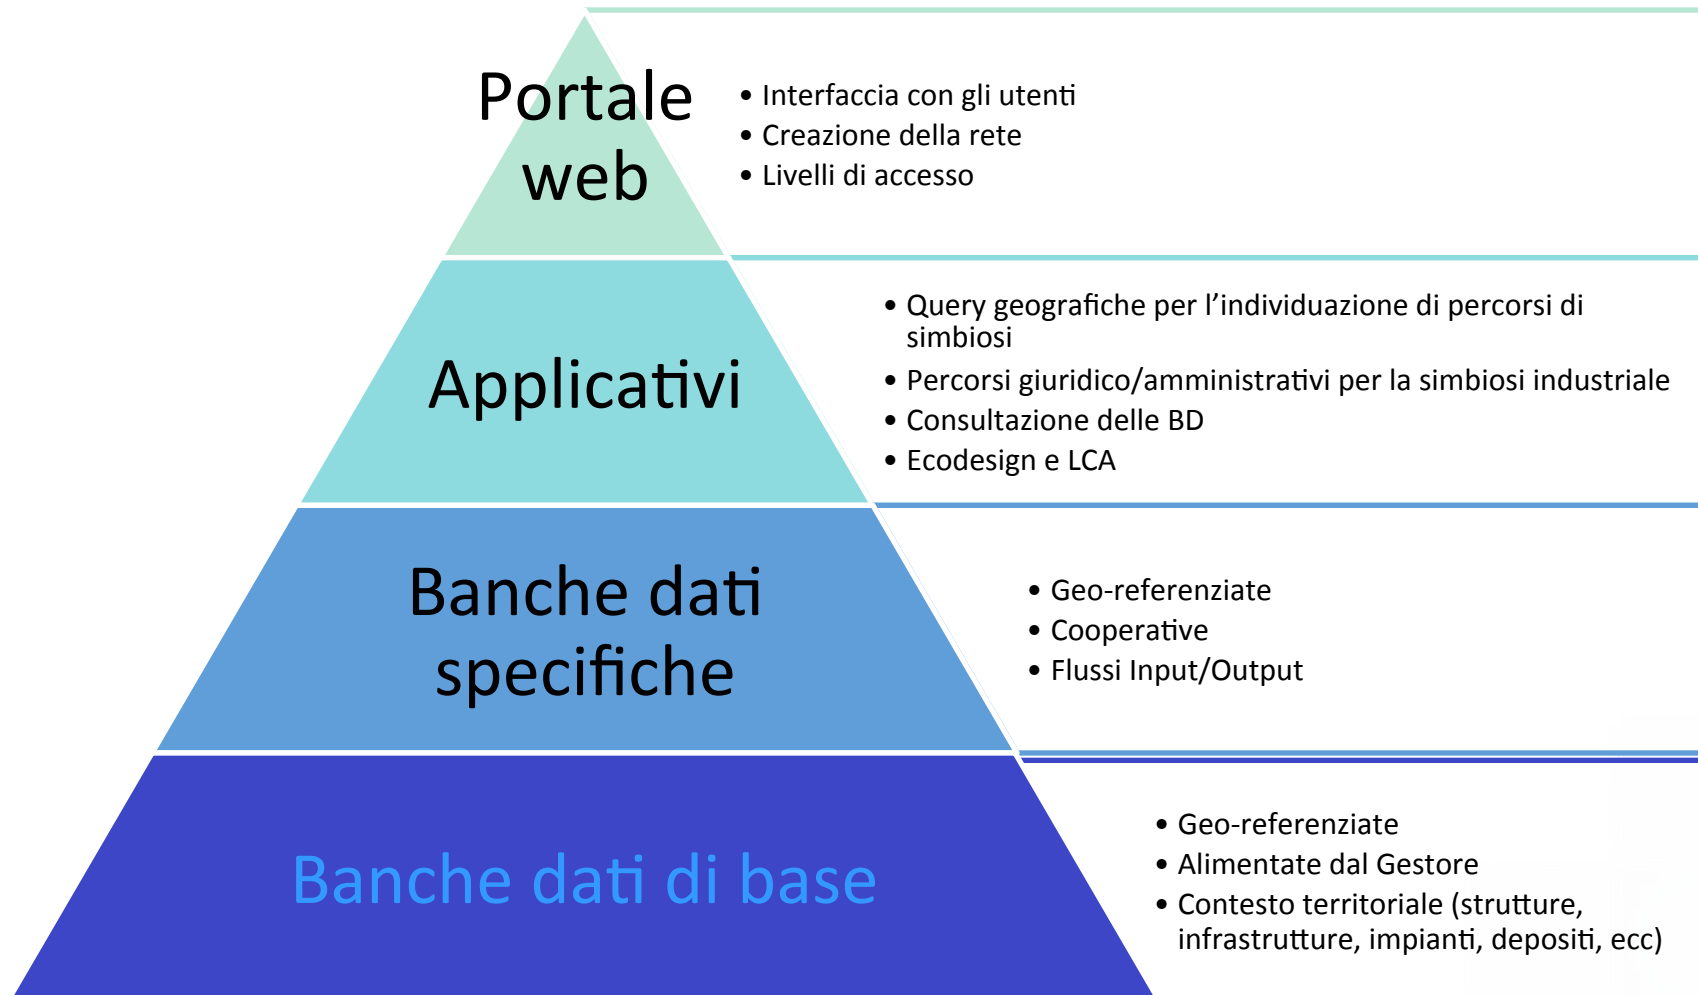 Portale
web
• Interfaccia con gli utenti
• Creazione della rete
• Livelli di accesso
Applicativi
• Query geografiche per l’individuazione di percorsi di
simbiosi
• Percorsi giuridico/amministrativi per la simbiosi industriale
• Consultazione delle BD
• Ecodesign e LCA
Banche dati
specifiche
• Geo-referenziate
• Cooperative
• Flussi Input/Output
Banche dati di base
• Geo-referenziate
• Alimentate dal Gestore
• Contesto territoriale (strutture,
infrastrutture, impianti, depositi, ecc)